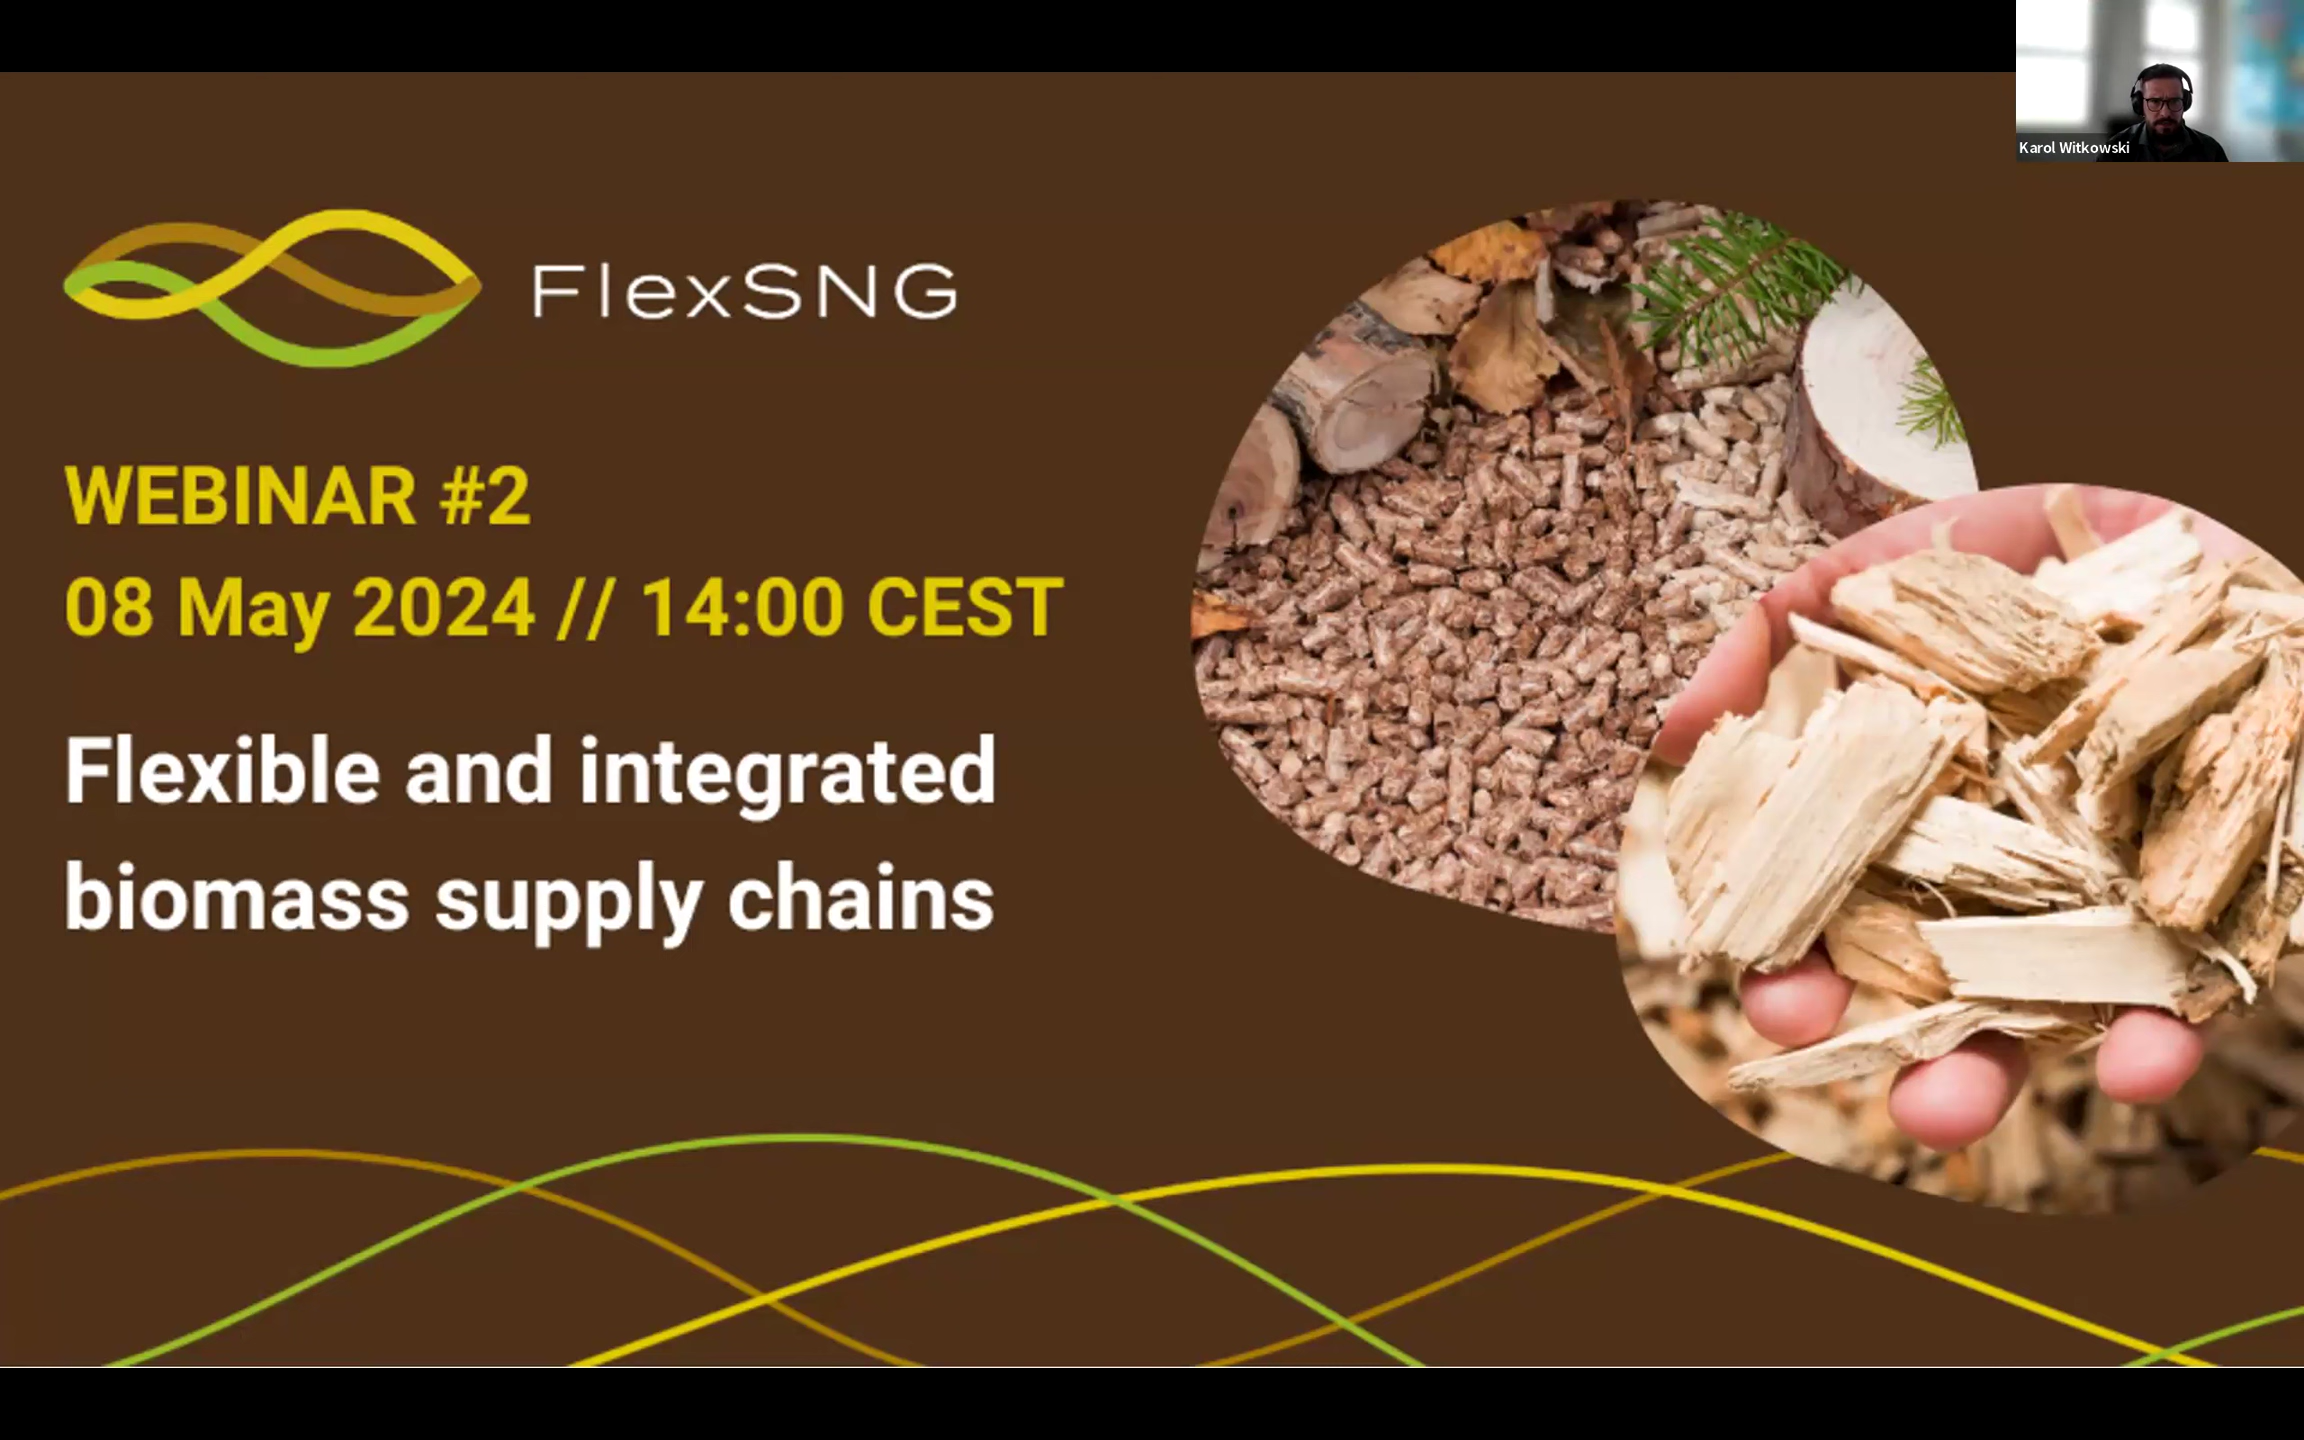 Karol Witkowski
FlexSNG
WEBINAR #2
08 May 2024 // 14:00 CEST
Flexible and integrated
biomass supply chains